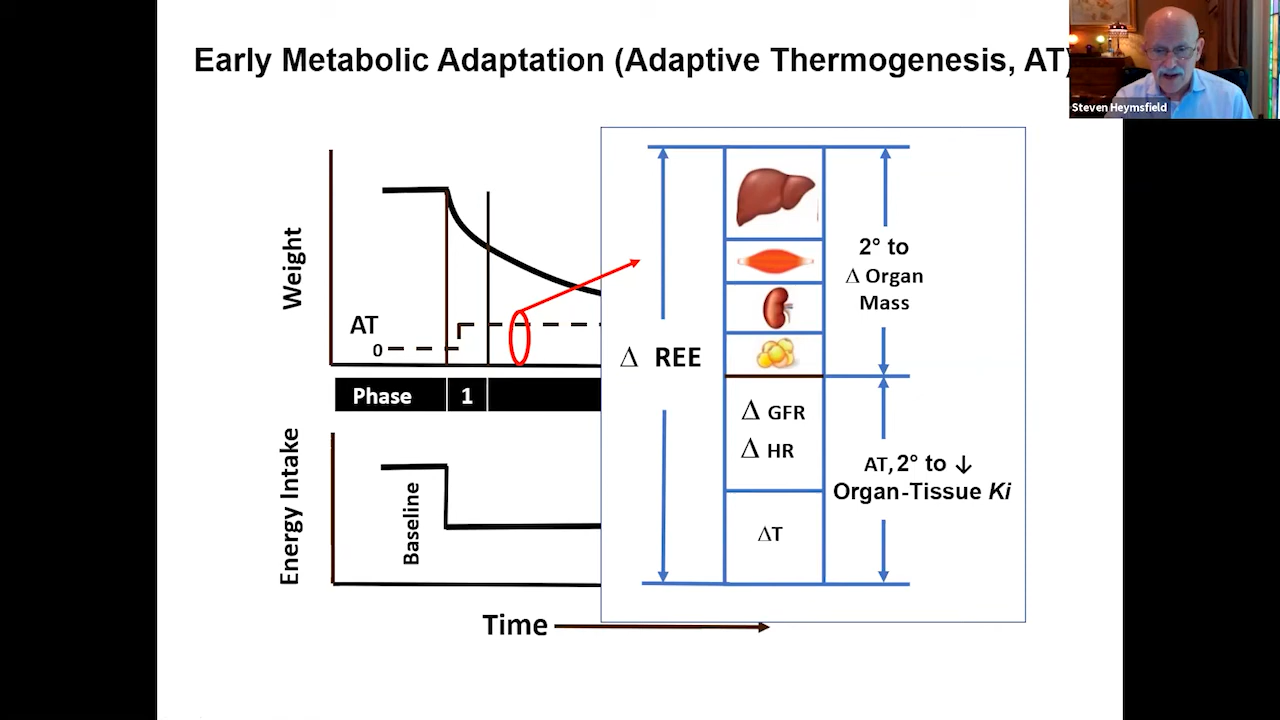 Early Metabolic Adaptation (Adaptive Thermogenesis, AT)
Steven Heymsfield
Weight
AT
0
Phase
1
Energy Intake
Baseline
Time
Δ REE
2° to
Δ Organ
Mass
Δ GFR
Δ HR
AT, 2° to ↓
Organ-Tissue Ki
ΔT